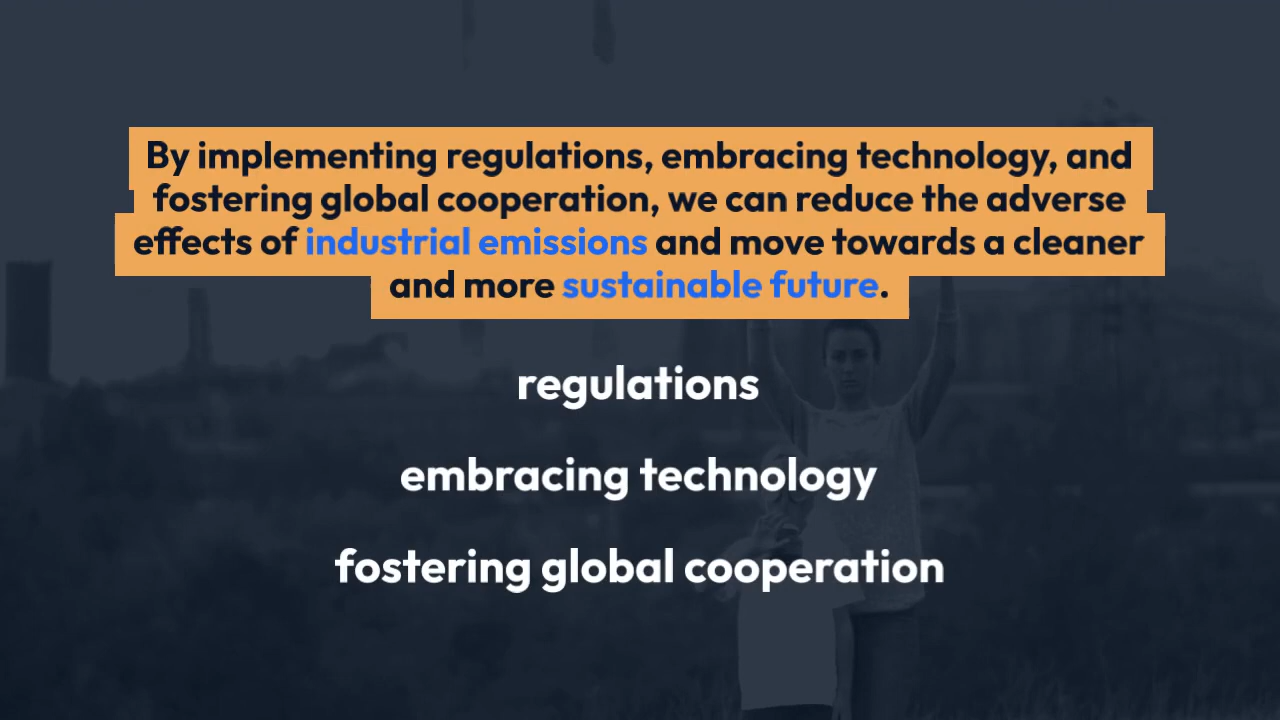 By implementing regulations, embracing technology, and
fostering global cooperation, we can reduce the adverse
effects of industrial emissions and move towards a cleaner
and more sustainable future.
regulations
embracing technology
fostering global cooperation